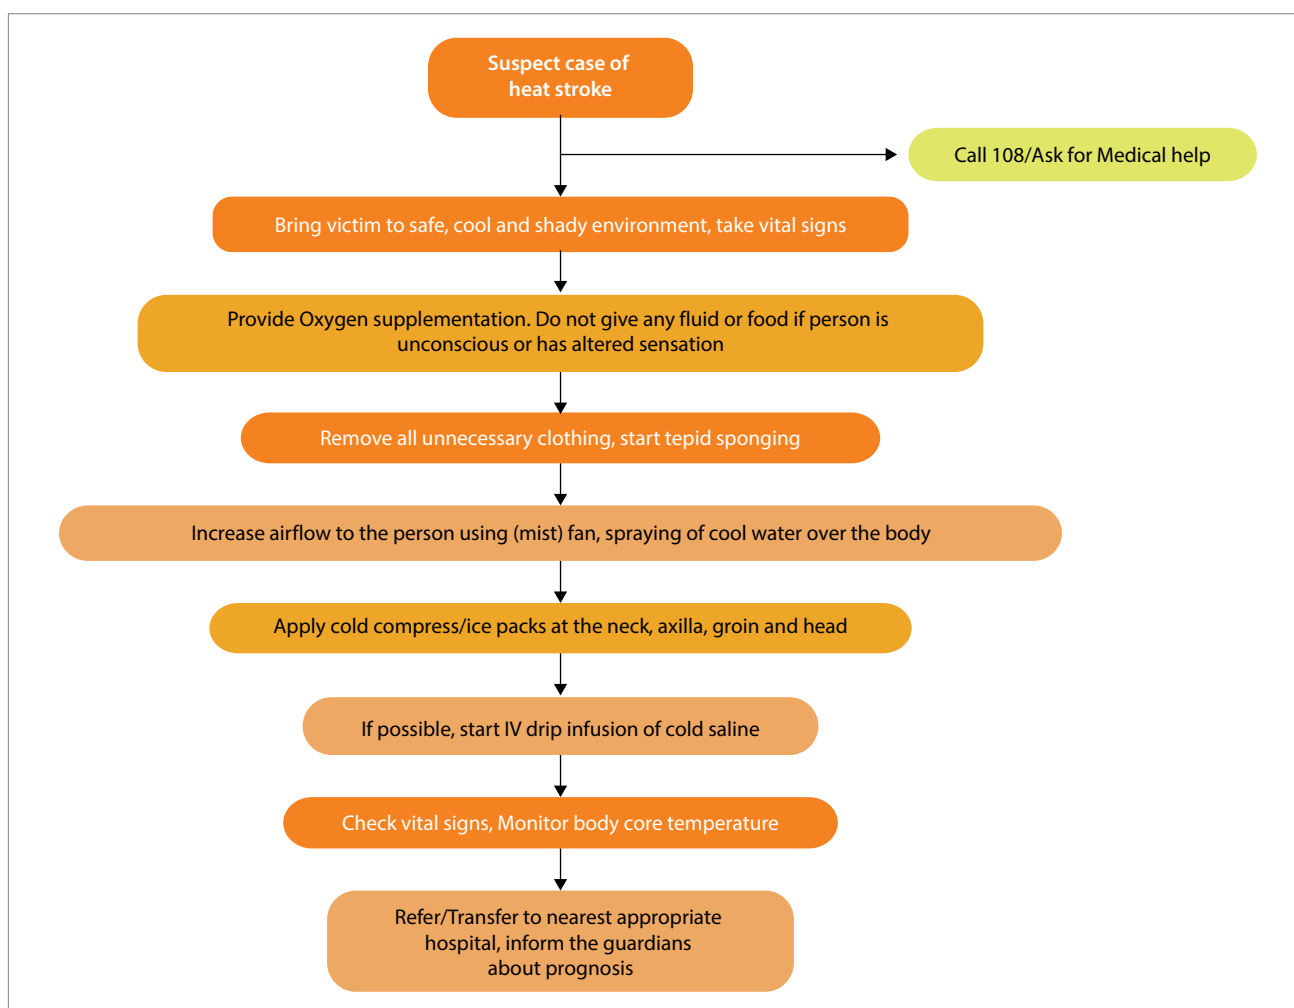 Suspect case of
heat stroke
Call 108/Ask for Medical help
Bring victim to safe, cool and shady environment, take vital signs
Provide Oxygen supplementation. Do not give any fluid or food if person is
unconscious or has altered sensation
Remove all unnecessary clothing, start tepid sponging
Increase airflow to the person using (mist) fan, spraying of cool water over the body
Apply cold compress/ice packs at the neck, axilla, groin and head
If possible, start IV drip infusion of cold saline
Check vital signs, Monitor body core temperature
Refer/Transfer to nearest appropriate
hospital, inform the guardians
about prognosis